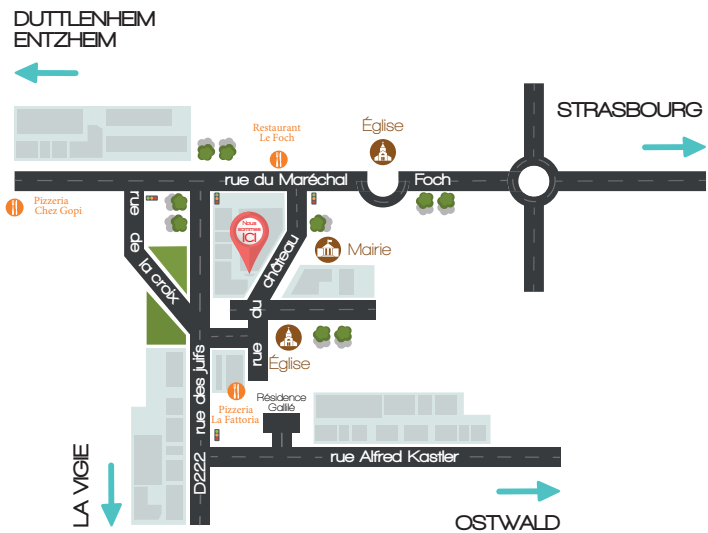 DUTTLENHEIM
ENTZHEIM
STRASBOURG
Restaurant
Le Foch
Église
rue du Maréchal
Foch
Pizzeria
Chez Gopi
rue de
la croix
Nous
sommes
ICI
rue du
château
Mairie
Église
rue des juifs
Pizzeria
La Fattoria
Résidence
Galilé
D222
rue Alfred Kastler
LA VIGIE
OSTWALD